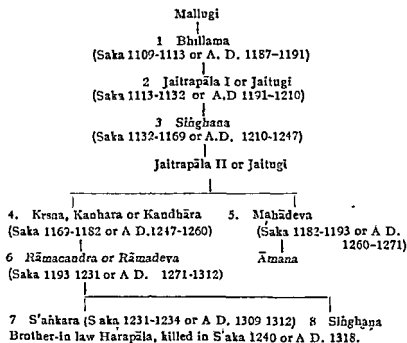 Mallugi
1 Bhillama
(Saka 1109-1113 or A. D. 1187-1191)
2 Jaitrapāla I or Jaitugi
(Saka 1113-1132 or A.D 1191-1210)
3 Siṅghaṇa
(Saka 1132-1169 or A.D. 1210-1247)
Jaitrapāla II or Jaitugi
4. Krsna, Kanhara or Kandhāra 5. Mahādeva
(Saka 1169-1182 or A D.1247-1260) (Saka 1182-1193 or A D.
1260-1271)
6 Rāmacandra or Rāmadeva Āmana
(Saka 1193 1231 or A D. 1271-1312)
7 S'aṅkara (S aka 1231-1234 or A D. 1309 1312) 8 Siṅghaṇa
Brother-in law Harapāla, killed in S'aka 1240 or A D. 1318.